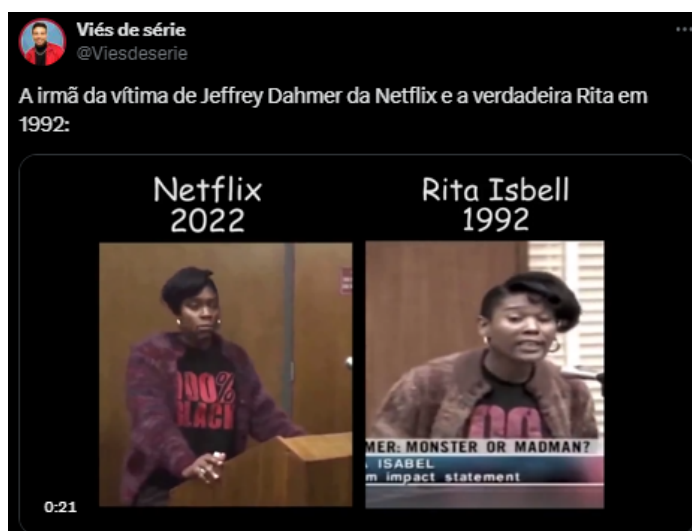 Viés de série
@Viesdeserie
A irmã da vítima de Jeffrey Dahmer da Netflix e a verdadeira Rita em
1992:
Netflix
2022
Rita Isbell
1992
100%
BLACK
00
MER: MONSTER OR MADMAN?
ISABEL
m impact statement
0:21